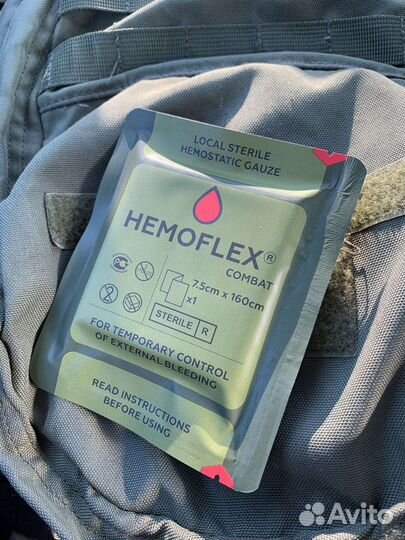 LOCAL STERILE
HEMOSTATIC GAUZE
HEMOFLEX®
COMBAT
7.5cm x 160cm
x1
STERILE R
FOR TEMPORARY CONTROL
OF EXTERNAL BLEEDING
READ INSTRUCTIONS
BEFORE USING
Avito